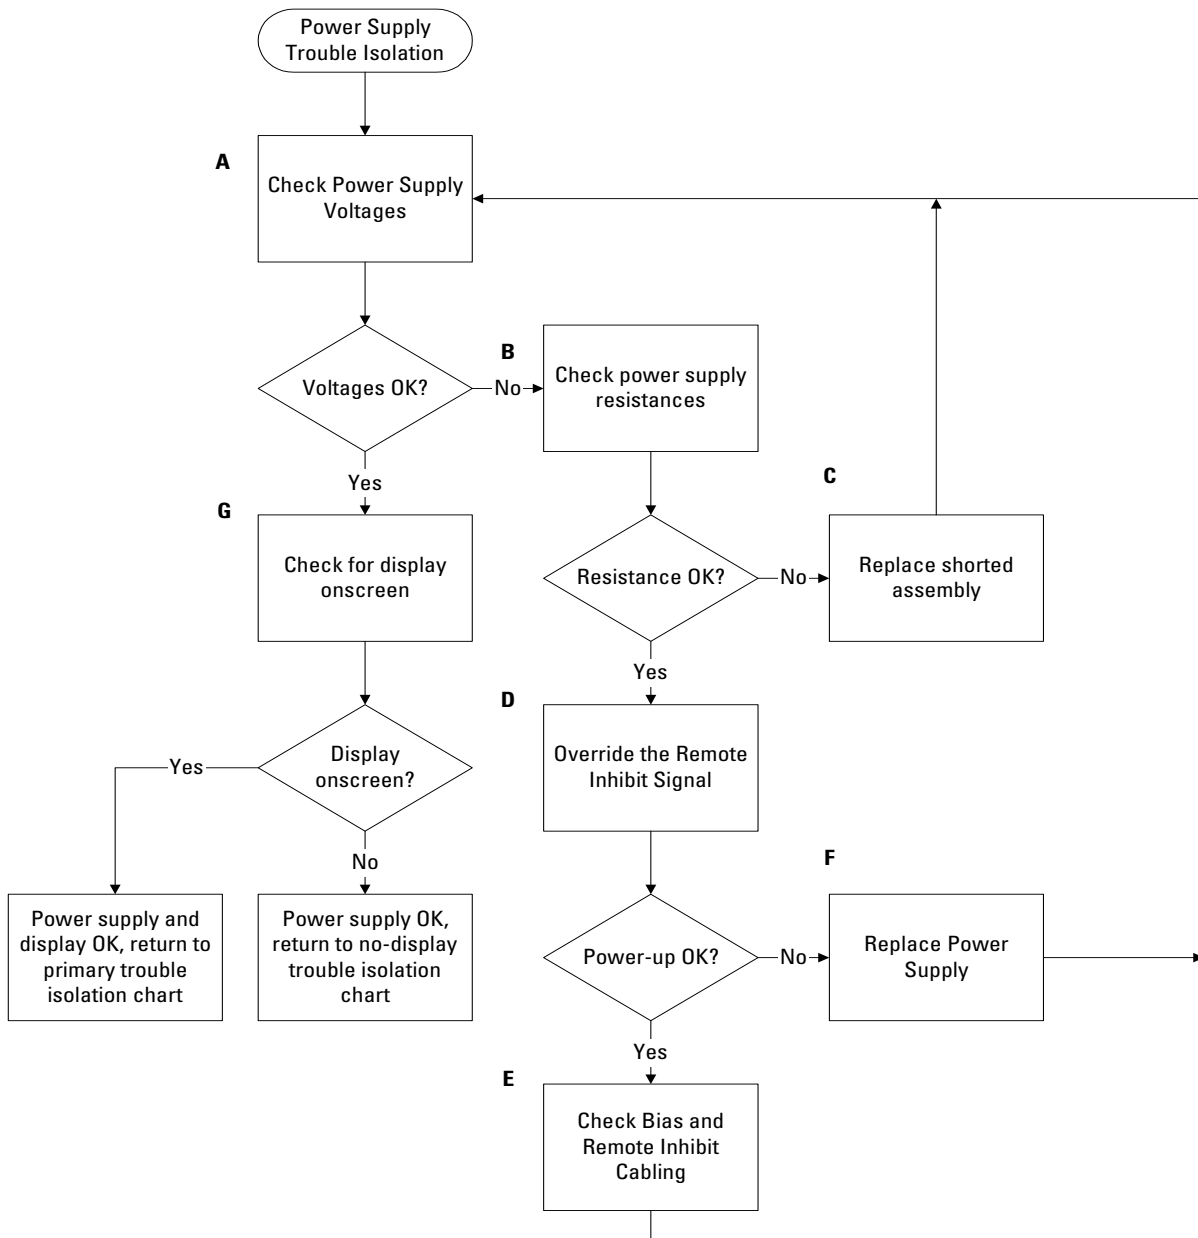 Power Supply
Trouble Isolation
A
Check Power Supply
Voltages
Voltages OK?
No
B
Check power supply
resistances
Yes
G
Check for display
onscreen
Resistance OK?
No
C
Replace shorted
assembly
Yes
D
Override the Remote
Inhibit Signal
Display
onscreen?
Yes
No
Power supply and
display OK, return to
primary trouble
isolation chart
Power supply OK,
return to no-display
trouble isolation
chart
Power-up OK?
No
F
Replace Power
Supply
Yes
E
Check Bias and
Remote Inhibit
Cabling